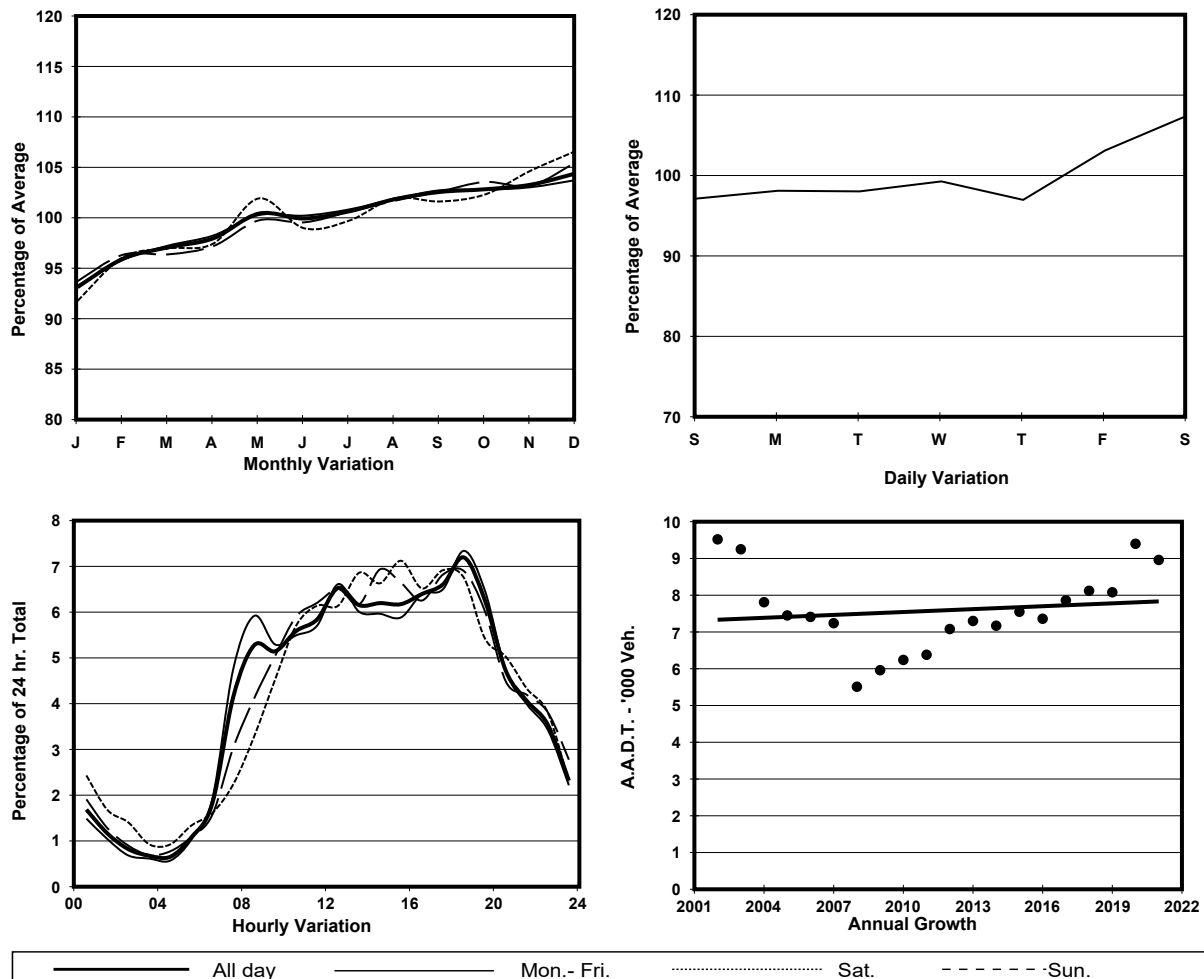 120
115
110
105
100
95
90
85
80
Percentage of Average
J F M A M J J A S O N D
Monthly Variation
120
110
100
90
80
70
Percentage of Average
S M T W T F S
Daily Variation
8
7
6
5
4
3
2
1
0
Percentage of 24 hr. Total
00 04 08 12 16 20 24
Hourly Variation
10
9
8
7
6
5
4
3
2
1
0
A.A.D.T. - '000 Veh.
2001 2004 2007 2010 2013 2016 2019 2022
Annual Growth
All day Mon.- Fri. Sat. Sun.